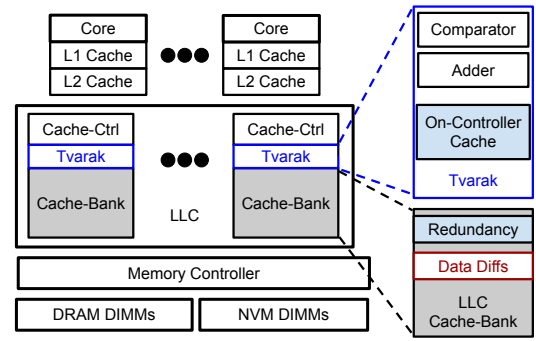 Core
L1 Cache
L2 Cache
Core
L1 Cache
L2 Cache
Cache-Ctrl
Tvarak
Cache-Bank
LLC
Cache-Ctrl
Tvarak
Cache-Bank
Memory Controller
DRAM DIMMs
NVM DIMMs
Comparator
Adder
On-Controller
Cache
Tvarak
Redundancy
Data Diffs
LLC
Cache-Bank